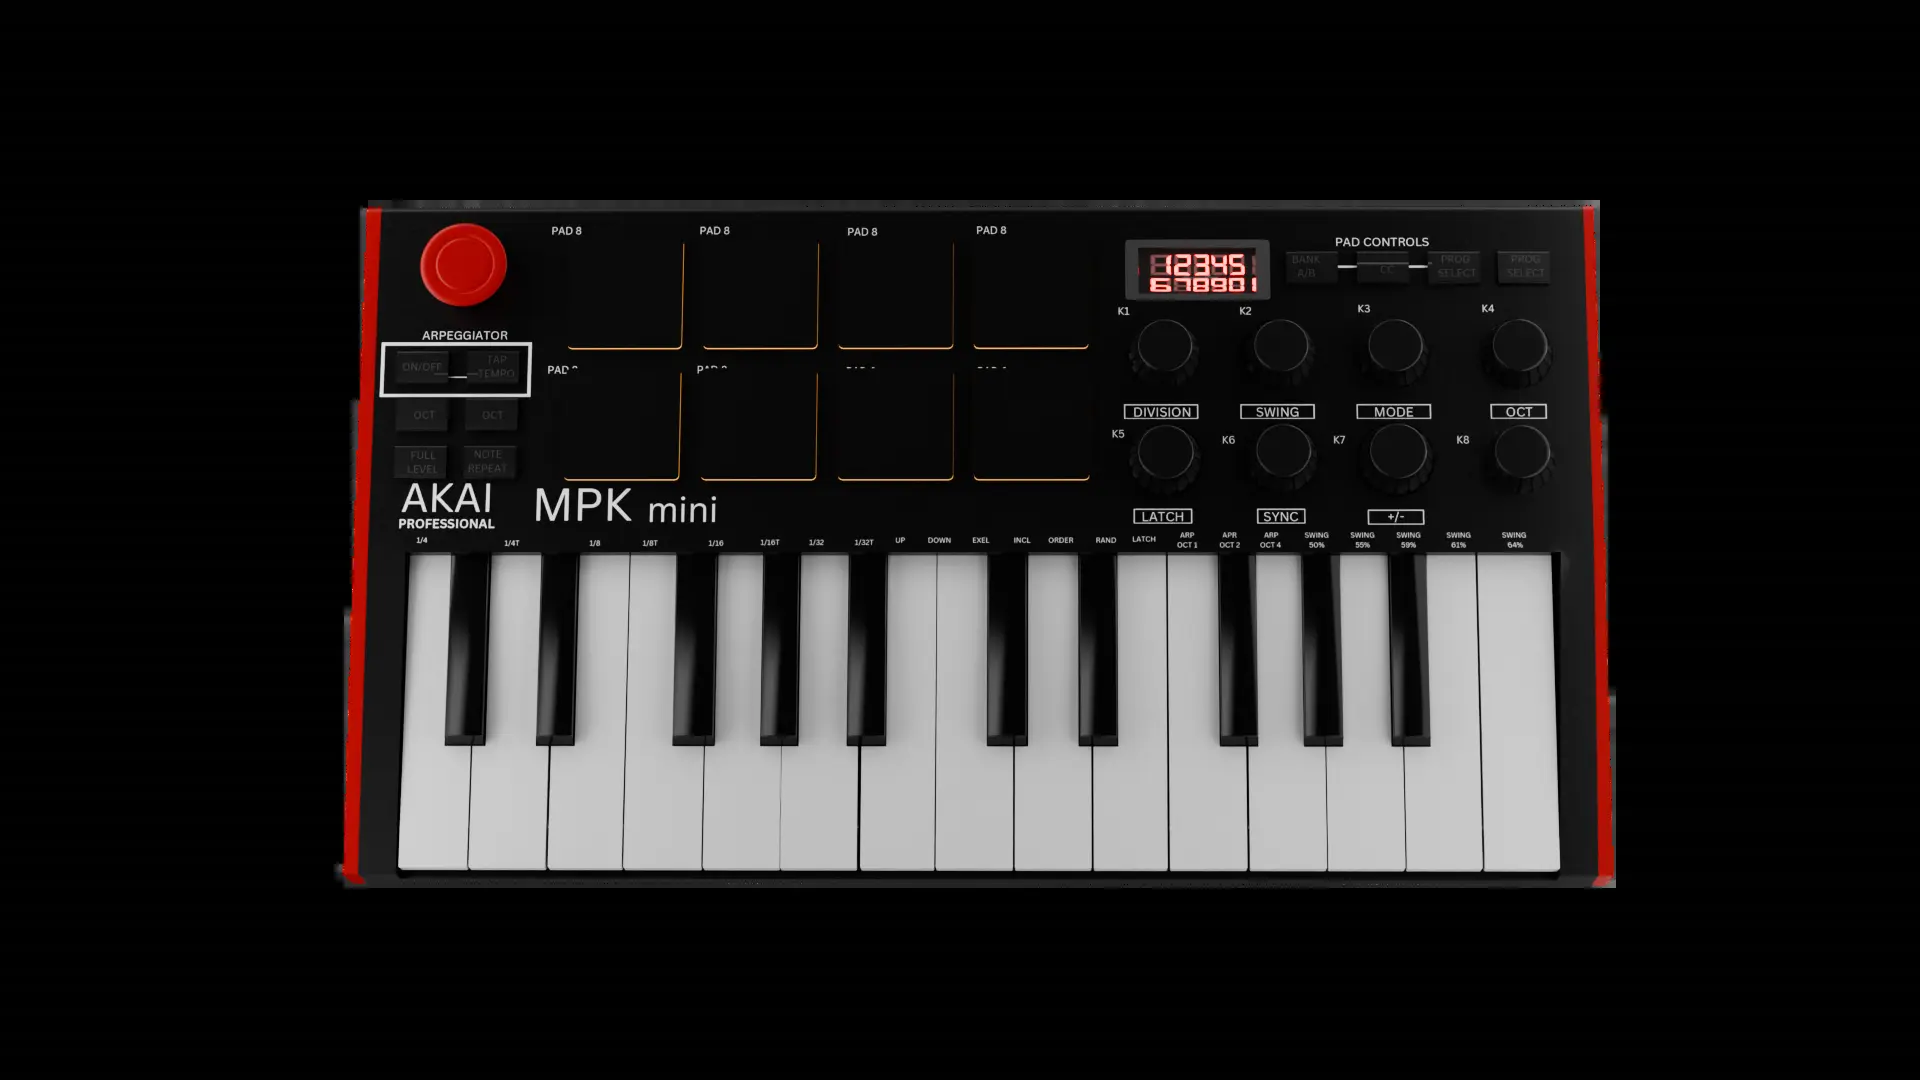 PAD 8
PAD 8
PAD 8
PAD 8
PAD CONTROLS
BANK A/B
CC
PROG SELECT
PROG SELECT
12345
678901
K1
K2
K3
K4
ARPEGGIATOR
ON/OFF
TAP TEMPO
PAD
OCT
OCT
DIVISION
SWING
MODE
OCT
K5
K6
K7
K8
FULL LEVEL
NOTE REPEAT
AKAI
PROFESSIONAL
MPK mini
LATCH
SYNC
+/-
1/4
1/4T
1/8
1/8T
1/16
1/16T
1/32
1/32T
UP
DOWN
EXEL
INCL
ORDER
RAND
LATCH
ARP OCT 1
APR OCT 2
ARP OCT 4
SWING 50%
SWING 55%
SWING 59%
SWING 61%
SWING 64%